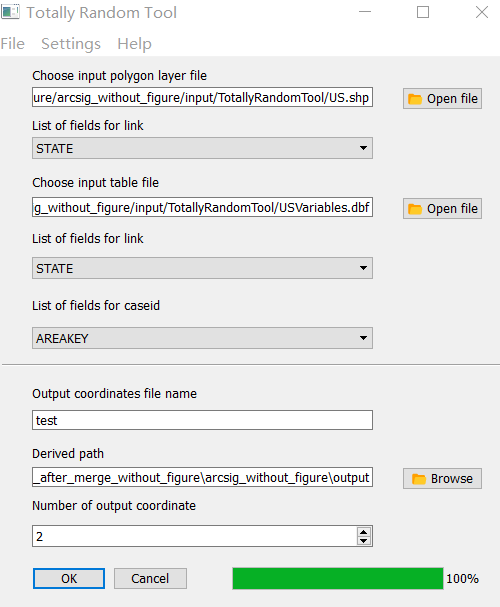 Totally Random Tool
File Settings Help
Choose input polygon layer file
ure/arcsig_without_figure/input/TotallyRandomTool/US.shp
Open file
List of fields for link
STATE
Choose input table file
g_without_figure/input/TotallyRandomTool/USVariables.dbf
Open file
List of fields for link
STATE
List of fields for caseid
AREAKEY
Output coordinates file name
test
Derived path
_after_merge_without_figure\arcsig_without_figure\output
Browse
Number of output coordinate
2
OK Cancel 100%